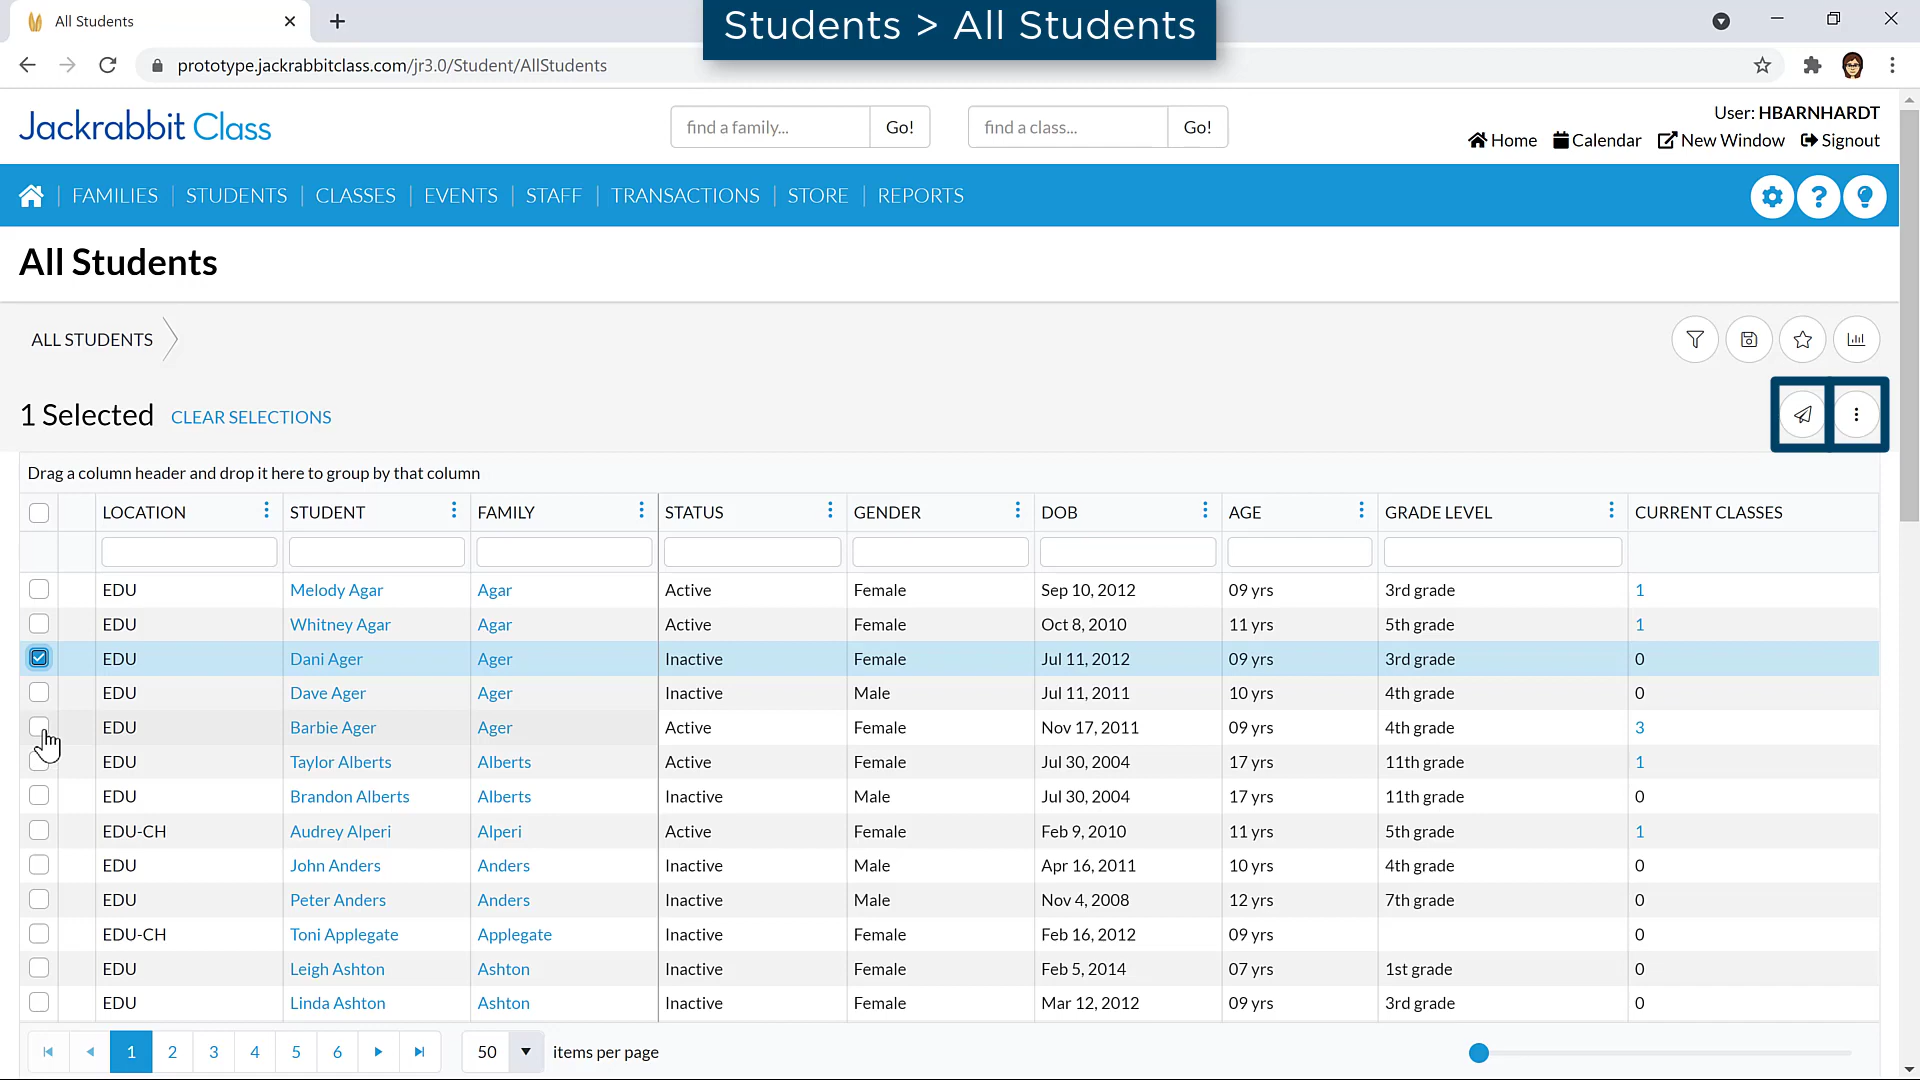 All Students
Students > All Students
prototype.jackrabbitclass.com/jr3.0/Student/AllStudents
Jackrabbit Class
find a family...
Go!
find a class...
Go!
User: HBARNHARDT
Home
Calendar
New Window
Signout
FAMILIES
STUDENTS
CLASSES
EVENTS
STAFF
TRANSACTIONS
STORE
REPORTS
?
All Students
ALL STUDENTS
1 Selected
CLEAR SELECTIONS
Drag a column header and drop it here to group by that column
LOCATION STUDENT FAMILY STATUS GENDER DOB AGE GRADE LEVEL CURRENT CLASSES
EDU Melody Agar Agar Active Female Sep 10, 2012 09 yrs 3rd grade 1
EDU Whitney Agar Agar Active Female Oct 8, 2010 11 yrs 5th grade 1
EDU Dani Ager Ager Inactive Female Jul 11, 2012 09 yrs 3rd grade 0
EDU Dave Ager Ager Inactive Male Jul 11, 2011 10 yrs 4th grade 0
EDU Barbie Ager Ager Active Female Nov 17, 2011 09 yrs 4th grade 3
EDU Taylor Alberts Alberts Active Female Jul 30, 2004 17 yrs 11th grade 1
EDU Brandon Alberts Alberts Inactive Male Jul 30, 2004 17 yrs 11th grade 0
EDU-CH Audrey Alperi Alperi Active Female Feb 9, 2010 11 yrs 5th grade 1
EDU John Anders Anders Inactive Male Apr 16, 2011 10 yrs 4th grade 0
EDU Peter Anders Anders Inactive Male Nov 4, 2008 12 yrs 7th grade 0
EDU-CH Toni Applegate Applegate Inactive Female Feb 16, 2012 09 yrs 0
EDU Leigh Ashton Ashton Inactive Female Feb 5, 2014 07 yrs 1st grade 0
EDU Linda Ashton Ashton Inactive Female Mar 12, 2012 09 yrs 3rd grade 0
1 2 3 4 5 6 50 items per page